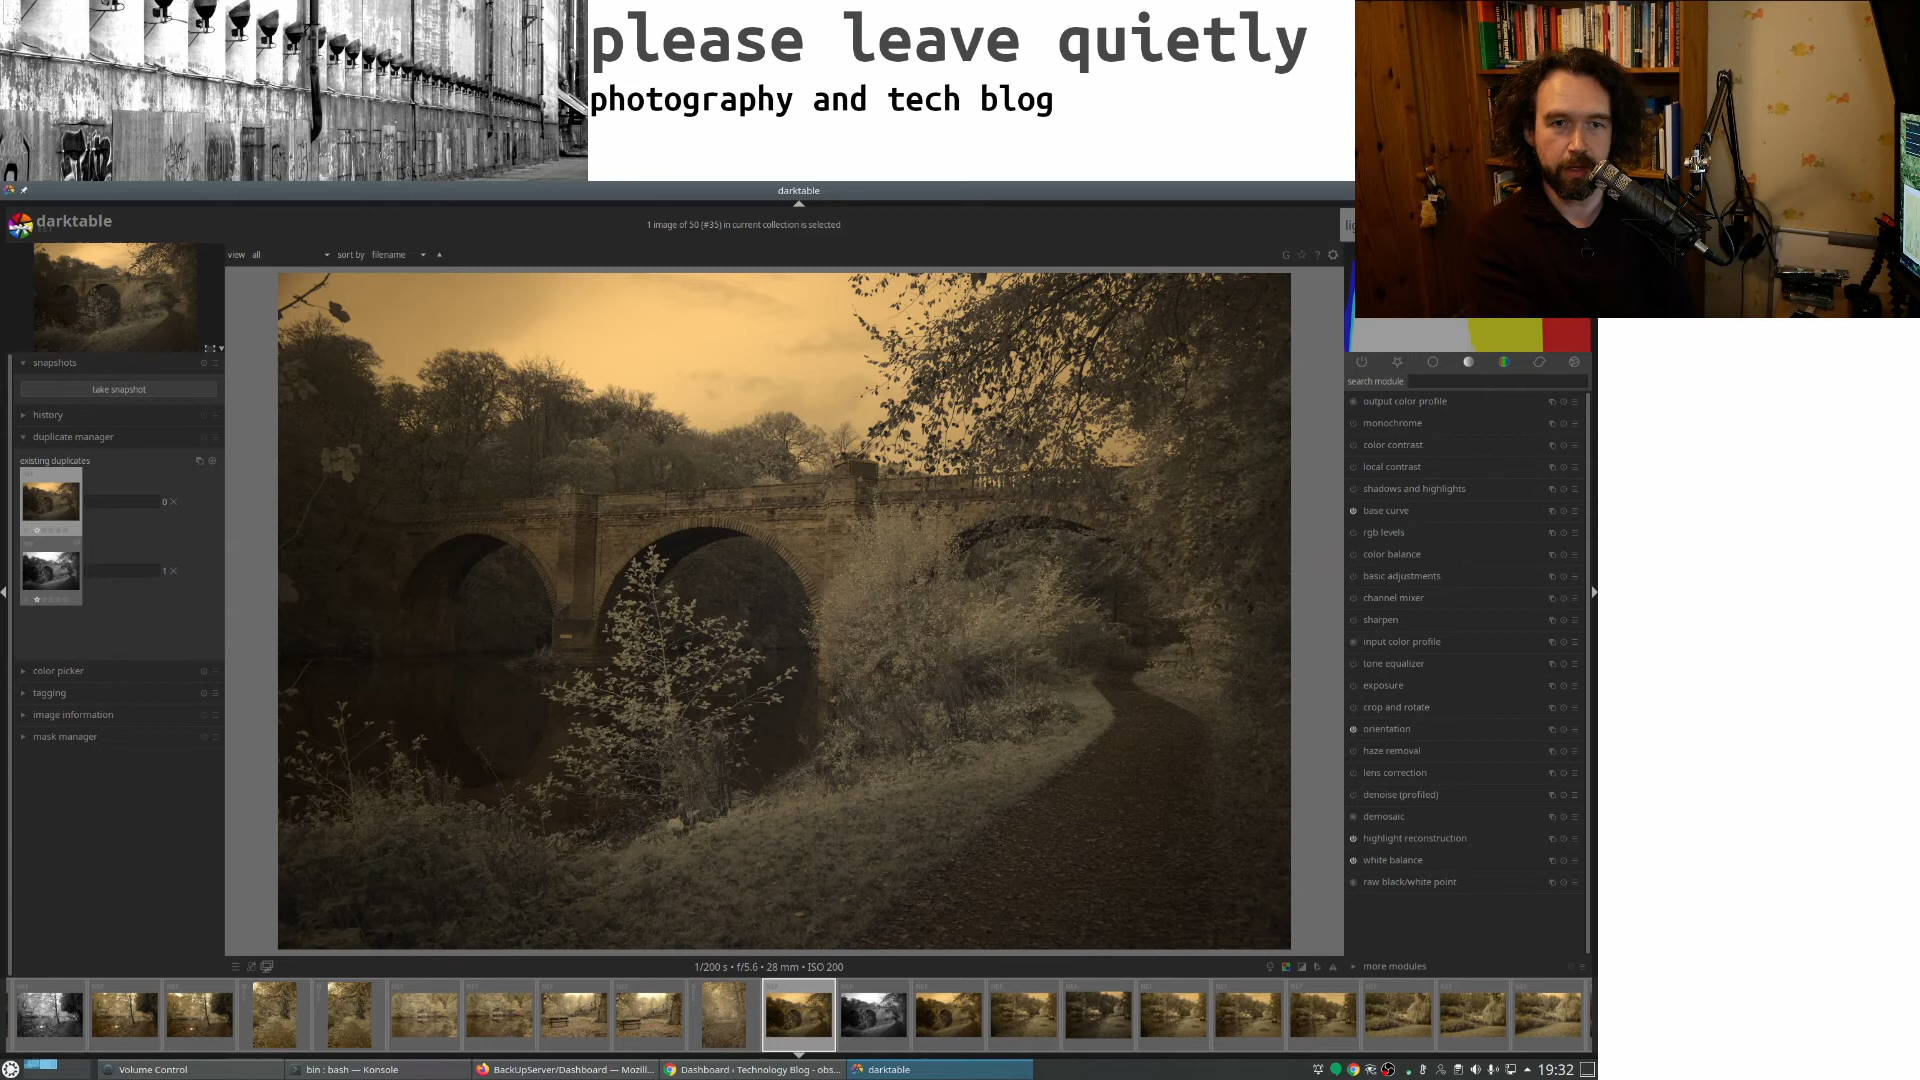 please leave quietly
photography and tech blog
darktable
darktable
1 image of 50 (#35) in current collection is selected
view all
sort by filename
snapshots
take snapshot
history
duplicate manager
existing duplicates
0
1
color picker
tagging
image information
mask manager
search module
output color profile
monochrome
color contrast
local contrast
shadows and highlights
base curve
rgb levels
color balance
basic adjustments
channel mixer
sharpen
input color profile
tone equalizer
exposure
crop and rotate
orientation
haze removal
lens correction
denoise (profiled)
demosaic
highlight reconstruction
white balance
raw black/white point
more modules
1/200 s • f/5.6 • 28 mm • ISO 200
Volume Control
bin : bash — Konsole
BackUpServer/Dashboard — Mozill...
Dashboard ‹ Technology Blog - obs...
darktable
19:32